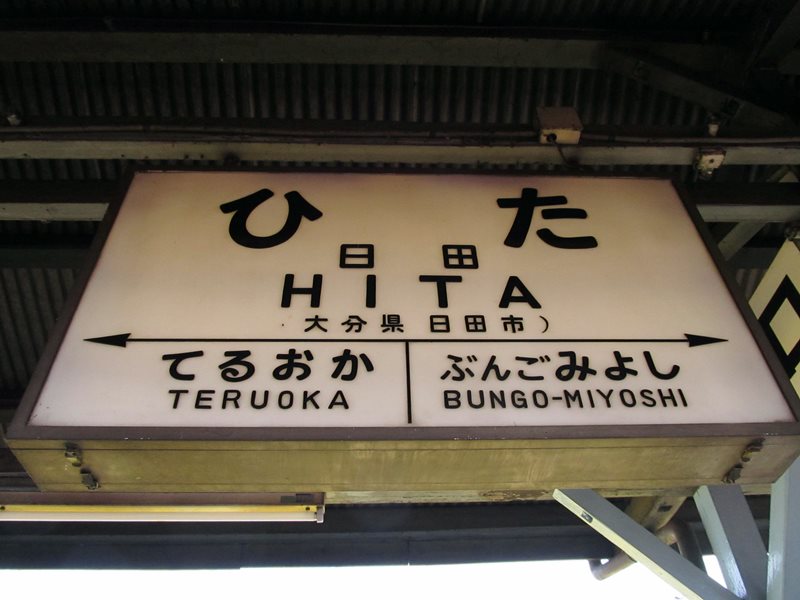 ひた
日田
HITA
大分県 日田市)
てるおか ぶんごみよし
TERUOKA BUNGO-MIYOSHI